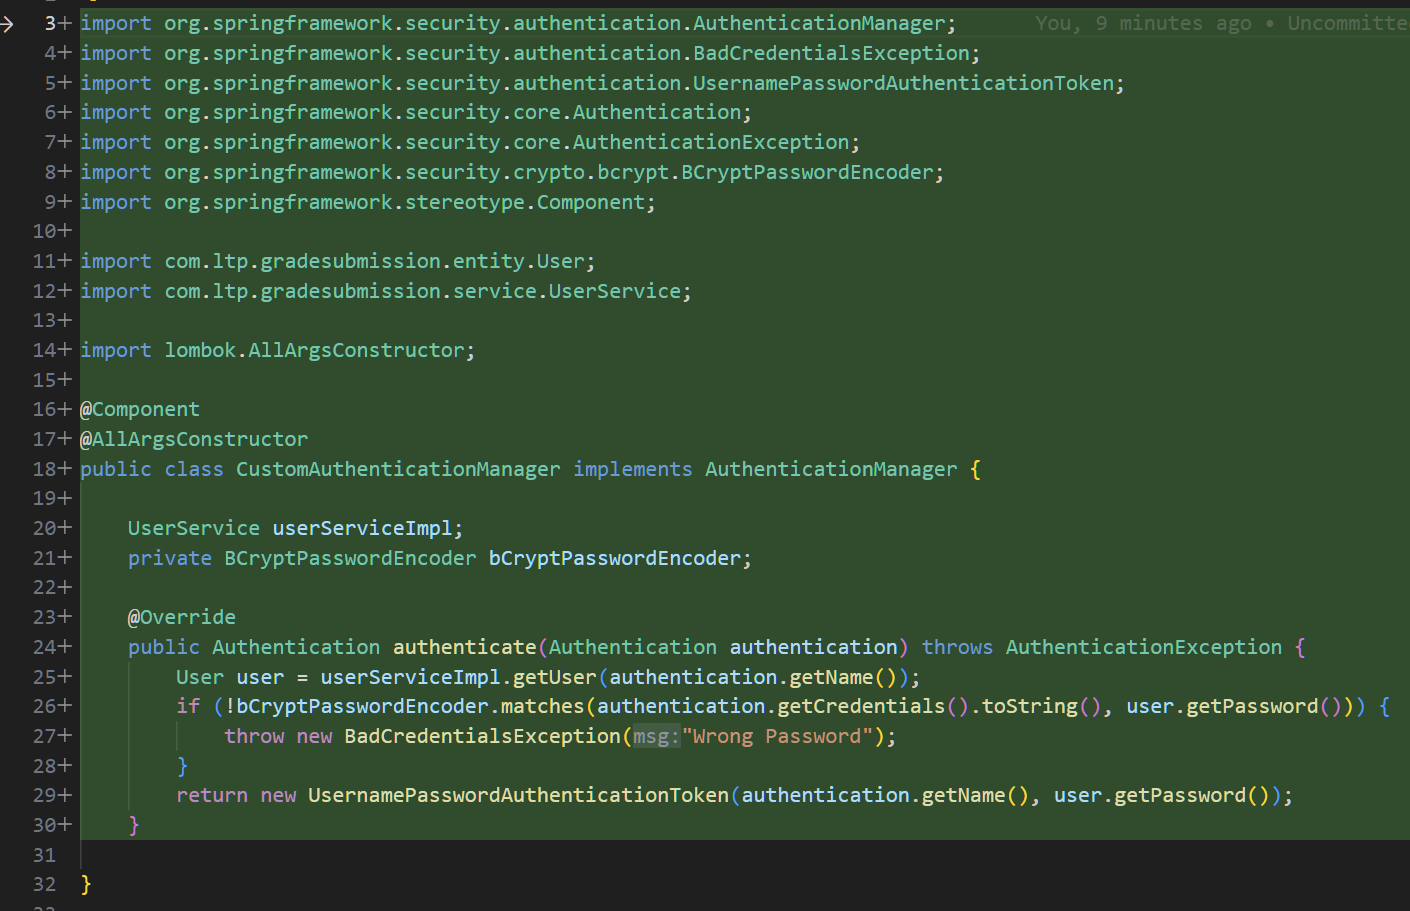 3+ import org.springframework.security.authentication.AuthenticationManager; You, 9 minutes ago • Uncommitte
4+ import org.springframework.security.authentication.BadCredentialsException;
5+ import org.springframework.security.authentication.UsernamePasswordAuthenticationToken;
6+ import org.springframework.security.core.Authentication;
7+ import org.springframework.security.core.AuthenticationException;
8+ import org.springframework.security.crypto.bcrypt.BCryptPasswordEncoder;
9+ import org.springframework.stereotype.Component;
10+
11+ import com.ltp.gradesubmission.entity.User;
12+ import com.ltp.gradesubmission.service.UserService;
13+
14+ import lombok.AllArgsConstructor;
15+
16+ @Component
17+ @AllArgsConstructor
18+ public class CustomAuthenticationManager implements AuthenticationManager {
19+
20+     UserService userServiceImpl;
21+     private BCryptPasswordEncoder bCryptPasswordEncoder;
22+
23+     @Override
24+     public Authentication authenticate(Authentication authentication) throws AuthenticationException {
25+         User user = userServiceImpl.getUser(authentication.getName());
26+         if (!bCryptPasswordEncoder.matches(authentication.getCredentials().toString(), user.getPassword())) {
27+             throw new BadCredentialsException(msg:"Wrong Password");
28+         }
29+         return new UsernamePasswordAuthenticationToken(authentication.getName(), user.getPassword());
30+     }
31
32 }